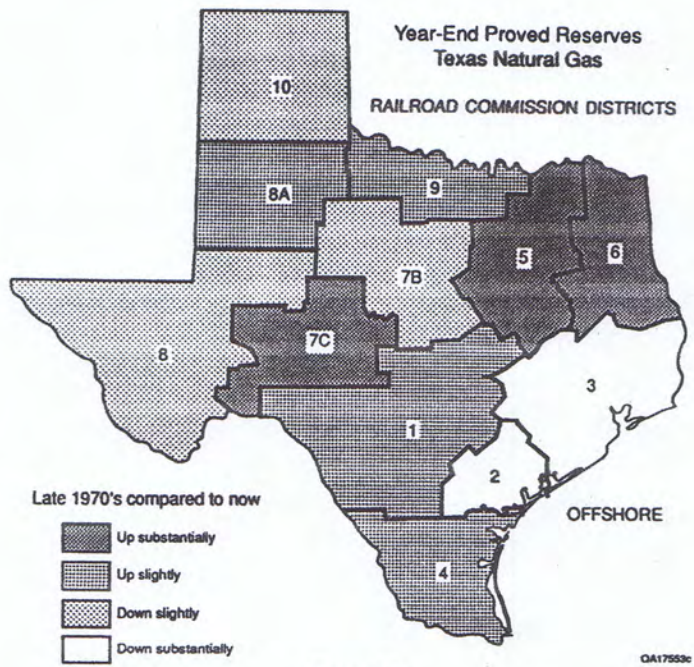 Year-End Proved Reserves
Texas Natural Gas
RAILROAD COMMISSION DISTRICTS
10
8A
9
5
6
7B
7C
8
3
1
2
OFFSHORE
4
Late 1970's compared to now
Up substantially
Up slightly
Down slightly
Down substantially
QA17553c